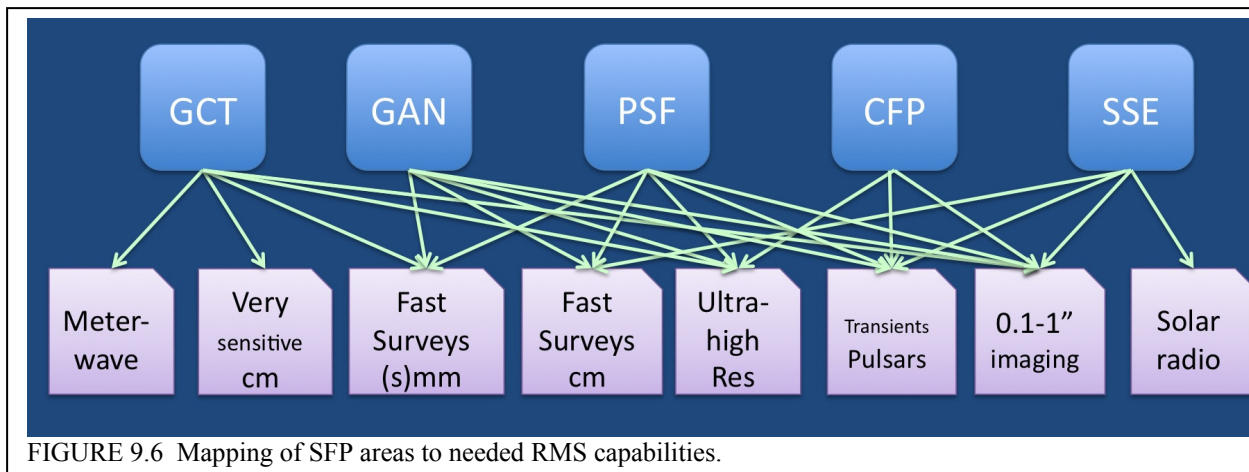 GCT
GAN
PSF
CFP
SSE
Meter-
wave
Very
sensitive
cm
Fast
Surveys
(s)mm
Fast
Surveys
cm
Ultra-
high
Res
Transients
Pulsars
0.1-1”
imaging
Solar
radio
FIGURE 9.6 Mapping of SFP areas to needed RMS capabilities.